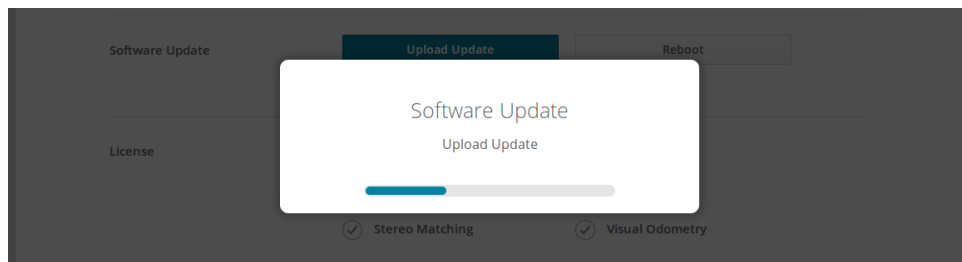 Software Update
Upload Update
Reboot
Software Update
Upload Update
License
Stereo Matching
Visual Odometry